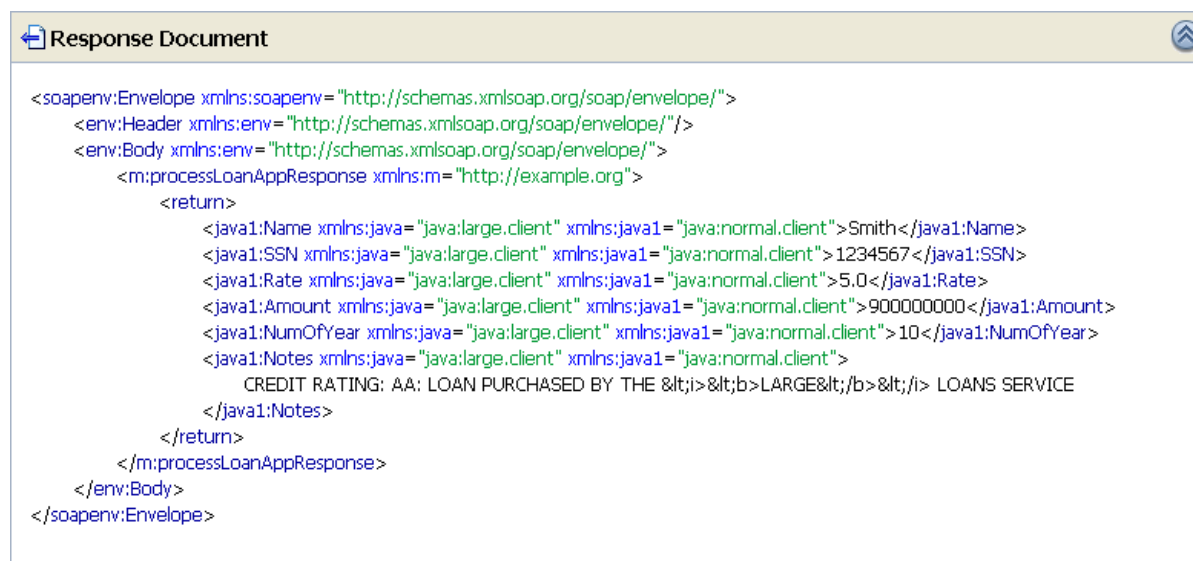 Response Document
<soapenv:Envelope xmlns:soapenv="http://schemas.xmlsoap.org/soap/envelope/">
<env:Header xmlns:env="http://schemas.xmlsoap.org/soap/envelope/"/>
<env:Body xmlns:env="http://schemas.xmlsoap.org/soap/envelope/">
<m:processLoanAppResponse xmlns:m="http://example.org">
<return>
<java1:Name xmlns:java="java:large.client" xmlns:java1="java:normal.client">Smith</java1:Name>
<java1:SSN xmlns:java="java:large.client" xmlns:java1="java:normal.client">1234567</java1:SSN>
<java1:Rate xmlns:java="java:large.client" xmlns:java1="java:normal.client">5.0</java1:Rate>
<java1:Amount xmlns:java="java:large.client" xmlns:java1="java:normal.client">900000000</java1:Amount>
<java1:NumOfYear xmlns:java="java:large.client" xmlns:java1="java:normal.client">10</java1:NumOfYear>
<java1:Notes xmlns:java="java:large.client" xmlns:java1="java:normal.client">
CREDIT RATING: AA: LOAN PURCHASED BY THE &lt;i>&lt;b>LARGE&lt;/b>&lt;/i> LOANS SERVICE
</java1:Notes>
</return>
</m:processLoanAppResponse>
</env:Body>
</soapenv:Envelope>